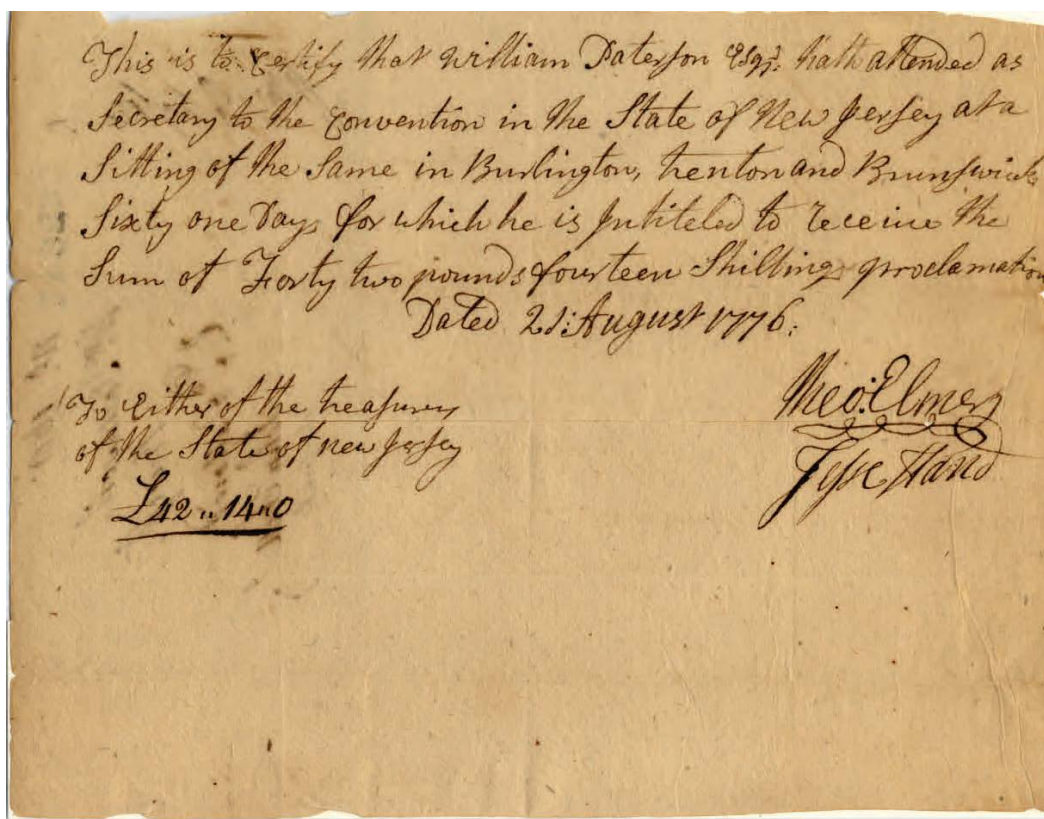 This is to Certify that William Paterson Esqr. hath attended as
Secretary to the Convention in the State of New Jersey at a
Sitting of the Same in Burlington, trenton and Brunswick
Sixty one Days for which he is Intiteled to receive the
Sum of Forty two pounds fourteen Shillings proclamation
Dated 21: August 1776.
To Either of the treasurers
of the State of new Jersey
£42 " 14 " 0
Theo: Elmer
Jesse Hand